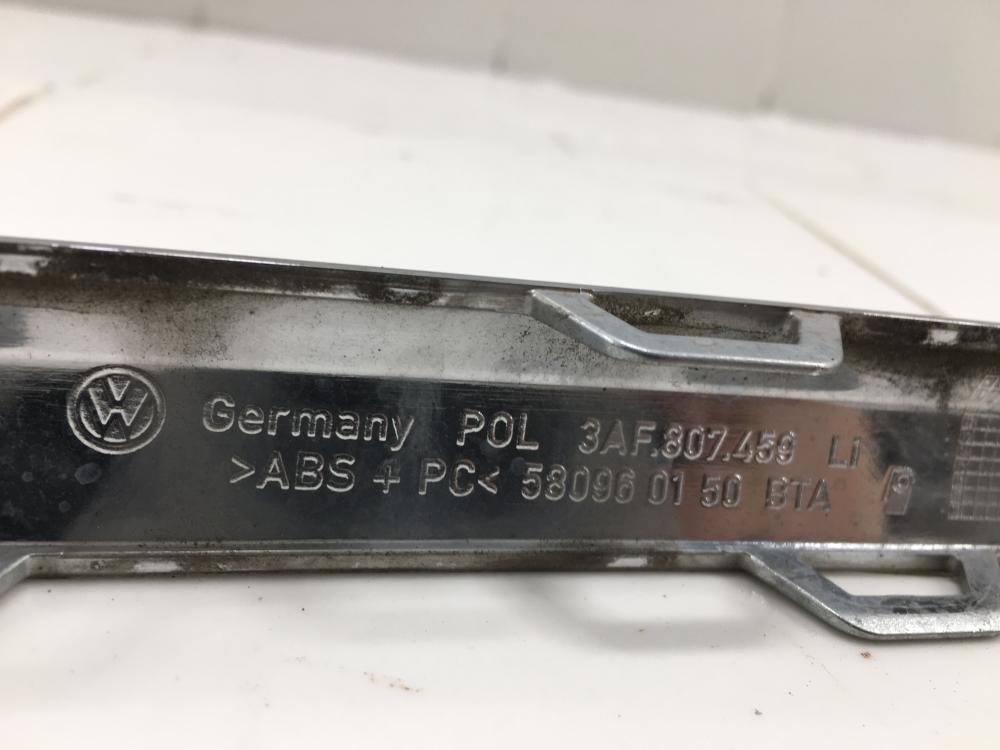 Germany POL 3AF.807.459 LI
>ABS + PC< 58096 01 50 BTA